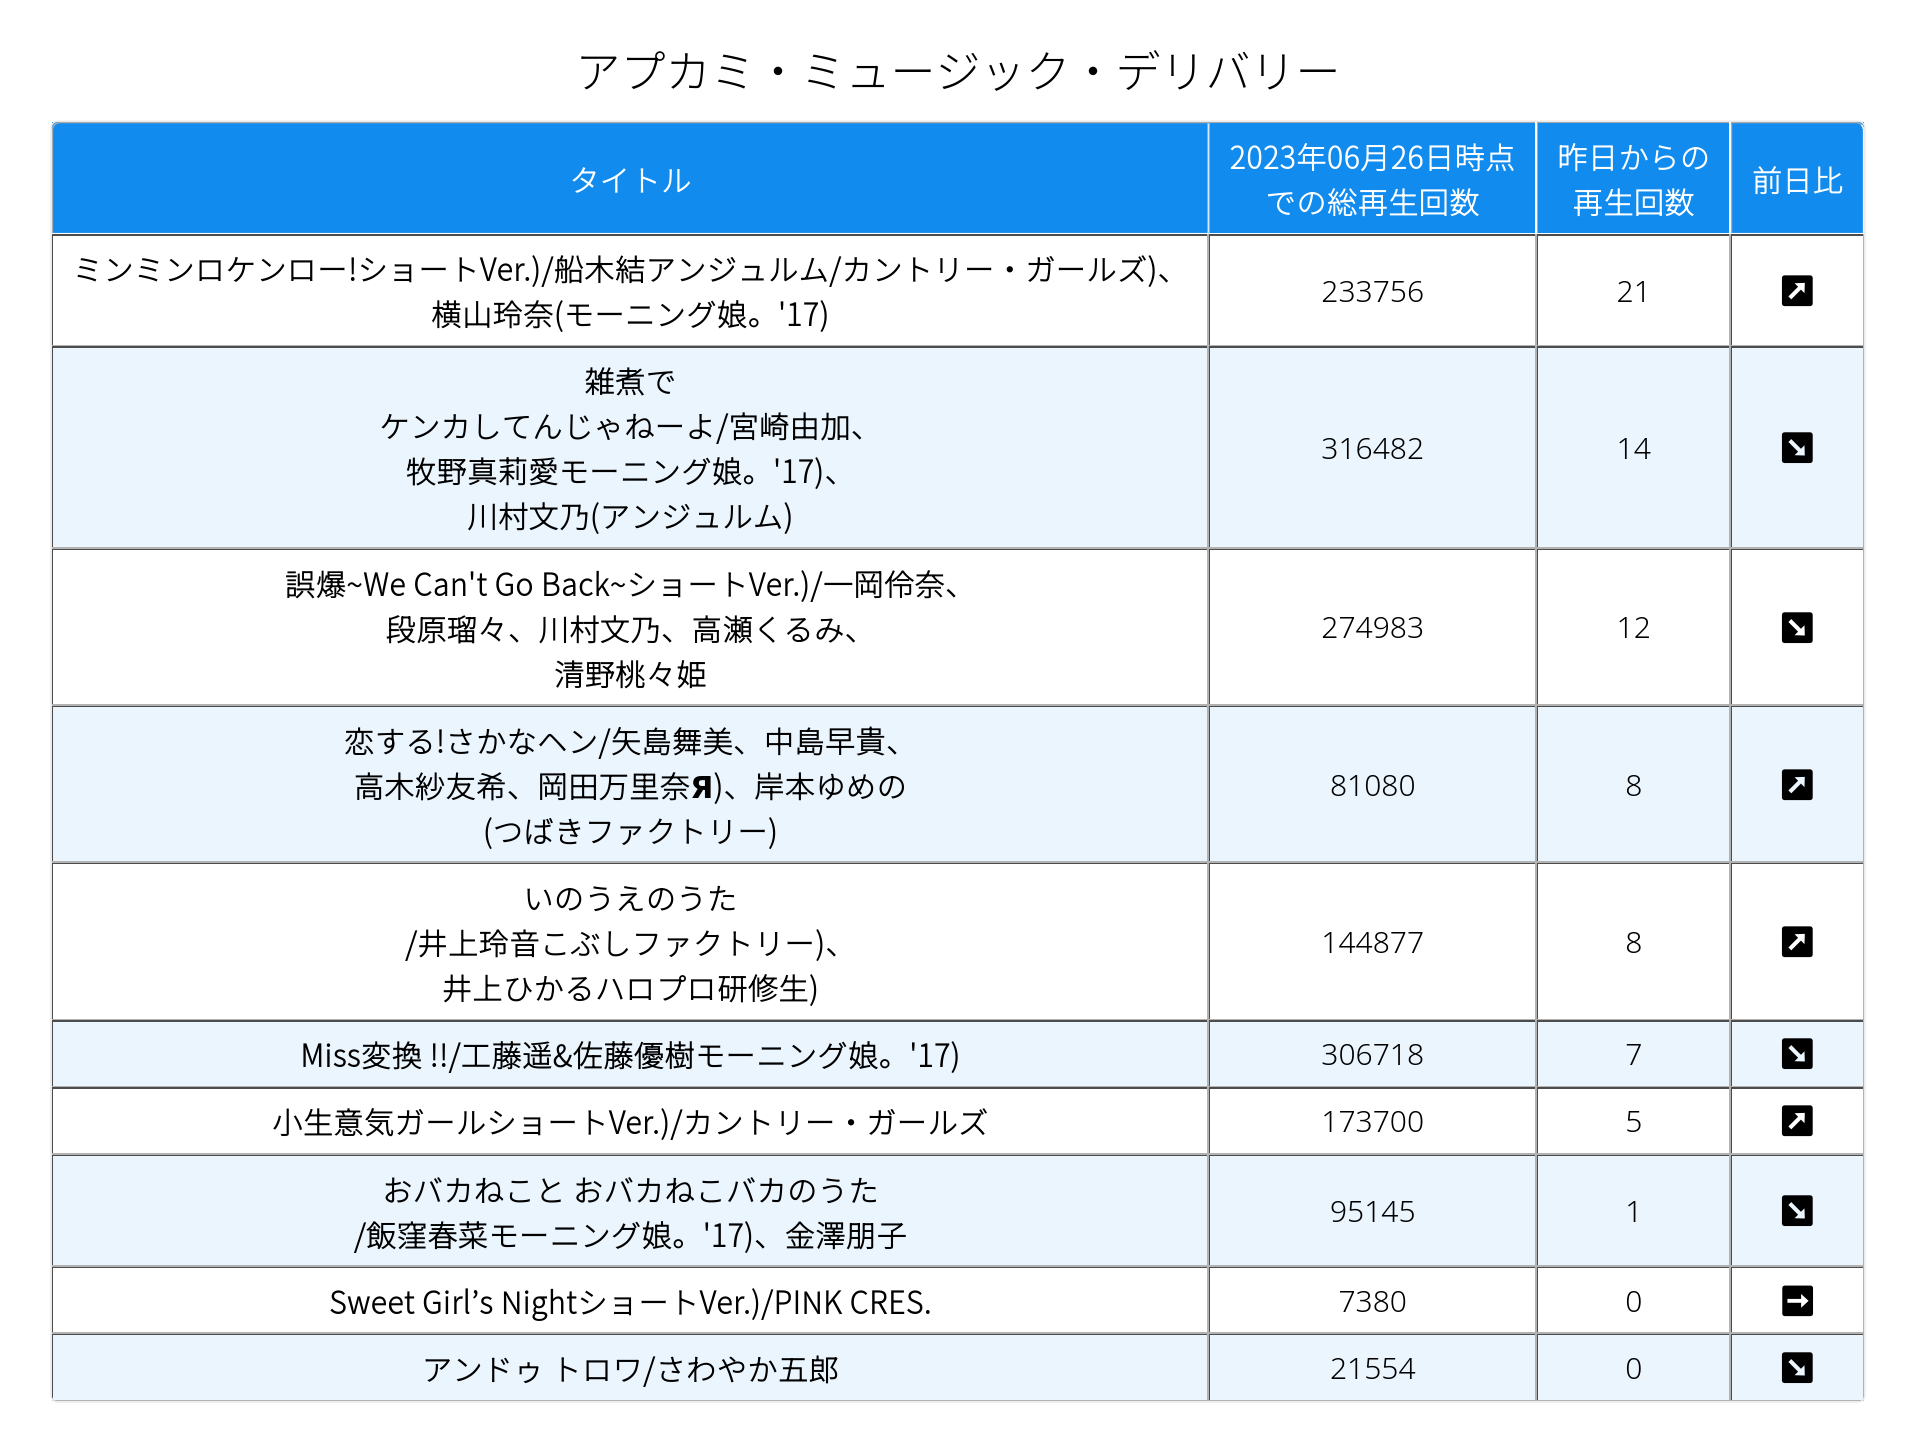 アプカミ・ミュージック・デリバリー
タイトル
2023年06月26日時点
での総再生回数
昨日からの
再生回数
前日比
ミンミンロケンロー!ショートVer.)/船木結アンジュルム/カントリー・ガールズ)、
横山玲奈(モーニング娘。'17)
233756
21
雑煮で
ケンカしてんじゃねーよ/宮崎由加、
牧野真莉愛モーニング娘。'17)、
川村文乃(アンジュルム)
316482
14
誤爆~We Can't Go Back~ショートVer.)/一岡伶奈、
段原瑠々、川村文乃、高瀬くるみ、
清野桃々姫
274983
12
恋する!さかなヘン/矢島舞美、中島早貴、
高木紗友希、岡田万里奈Я)、岸本ゆめの
(つばきファクトリー)
81080
8
いのうえのうた
/井上玲音こぶしファクトリー)、
井上ひかるハロプロ研修生)
144877
8
Miss変換 !!/工藤遥&佐藤優樹モーニング娘。'17)
306718
7
小生意気ガールショートVer.)/カントリー・ガールズ
173700
5
おバカねこと おバカねこバカのうた
/飯窪春菜モーニング娘。'17)、金澤朋子
95145
1
Sweet Girl’s NightショートVer.)/PINK CRES.
7380
0
アンドゥ トロワ/さわやか五郎
21554
0